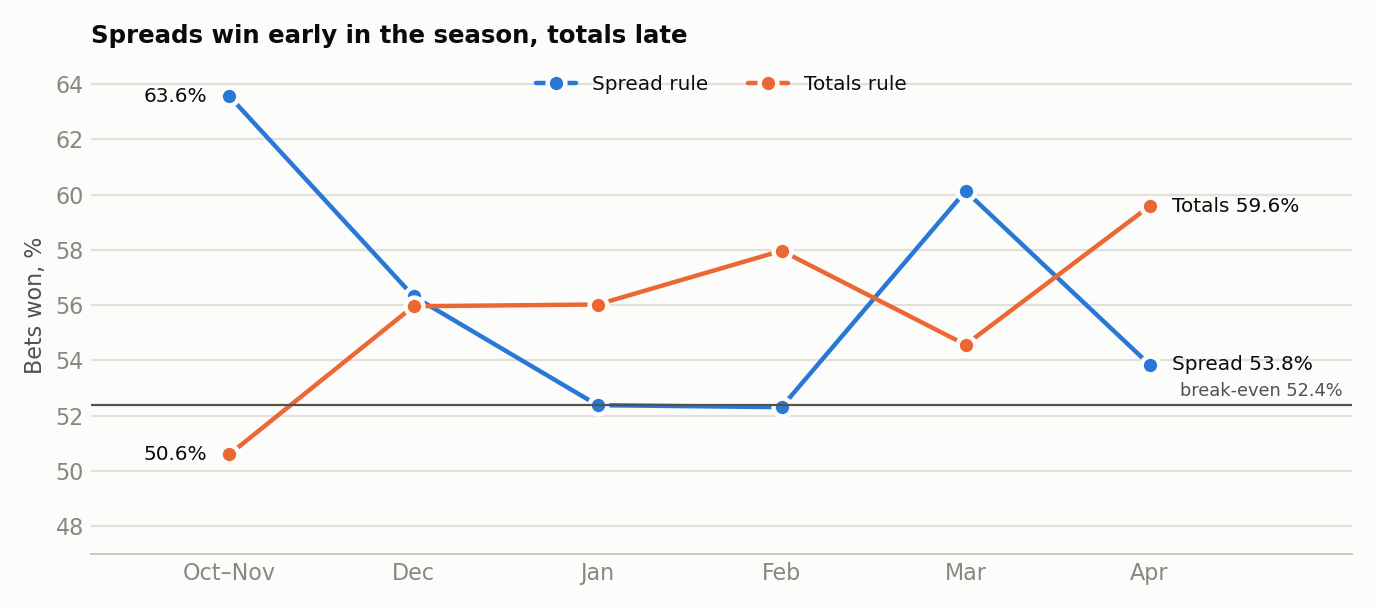 Spreads win early in the season, totals late
Spread rule
Totals rule
Bets won, %
64
62
60
58
56
54
52
50
48
63.6%
50.6%
Totals 59.6%
Spread 53.8%
break-even 52.4%
Oct–Nov
Dec
Jan
Feb
Mar
Apr